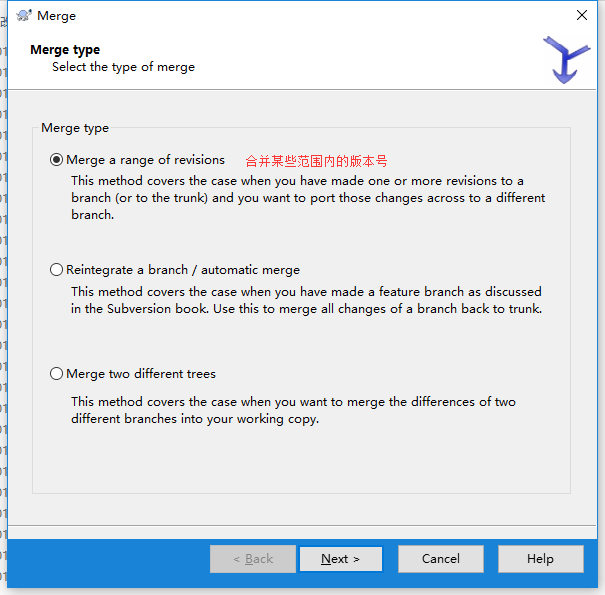 Merge
Merge type
Select the type of merge
Merge type
Merge a range of revisions 合并某些范围内的版本号
This method covers the case when you have made one or more revisions to a
branch (or to the trunk) and you want to port those changes across to a different
branch.
Reintegrate a branch / automatic merge
This method covers the case when you have made a feature branch as discussed
in the Subversion book. Use this to merge all changes of a branch back to trunk.
Merge two different trees
This method covers the case when you want to merge the differences of two
different branches into your working copy.
< Back Next > Cancel Help